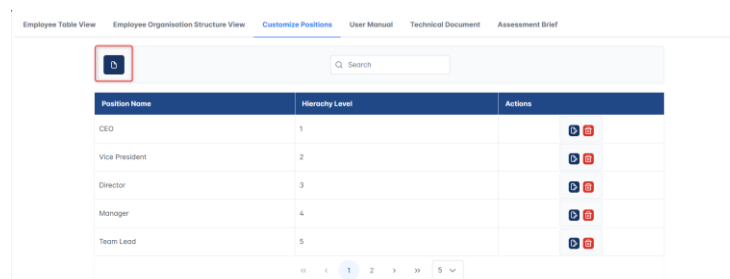 Employee Table View Employee Organisation Structure View Customize Positions User Manual Technical Document Assessment Brief
Search
Position Name Hierachy Level Actions
CEO 1
Vice President 2
Director 3
Manager 4
Team Lead 5
« ‹ 1 2 › » 5